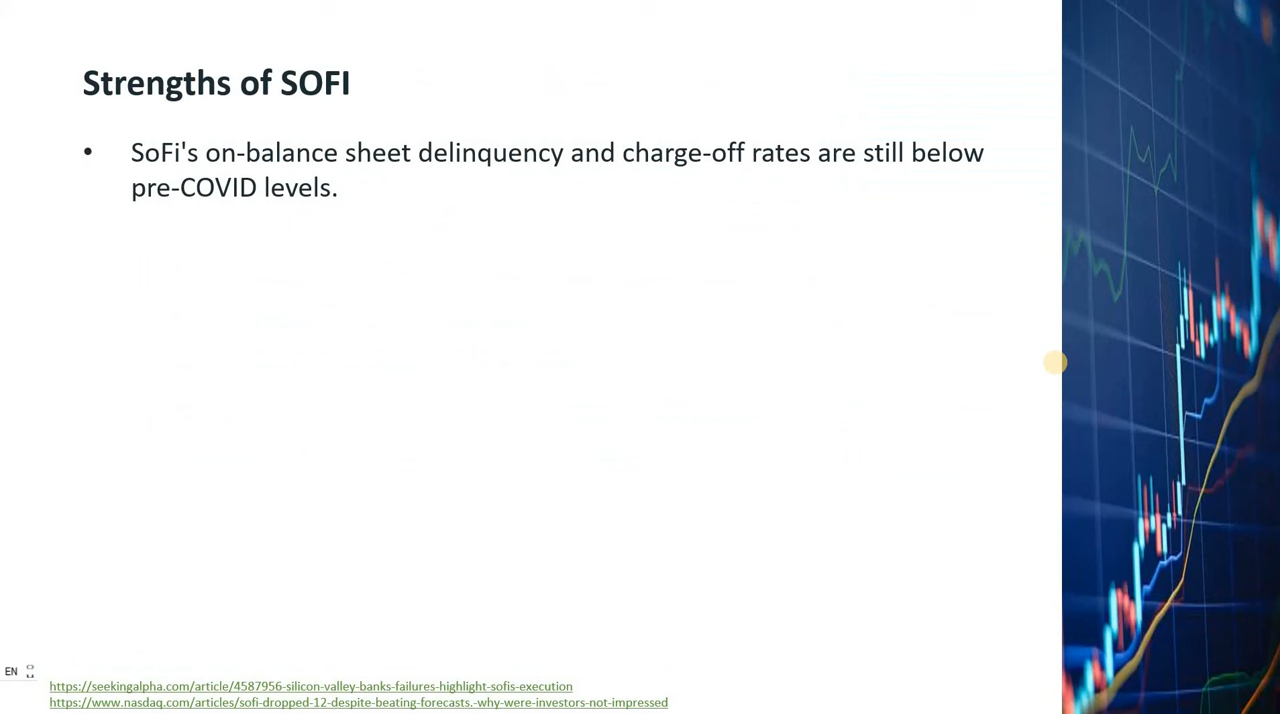 Strengths of SOFI
• SoFi's on-balance sheet delinquency and charge-off rates are still below
pre-COVID levels.
EN
https://seekingalpha.com/article/4587956-silicon-valley-banks-failures-highlight-sofis-execution
https://www.nasdaq.com/articles/sofi-dropped-12-despite-beating-forecasts.-why-were-investors-not-impressed